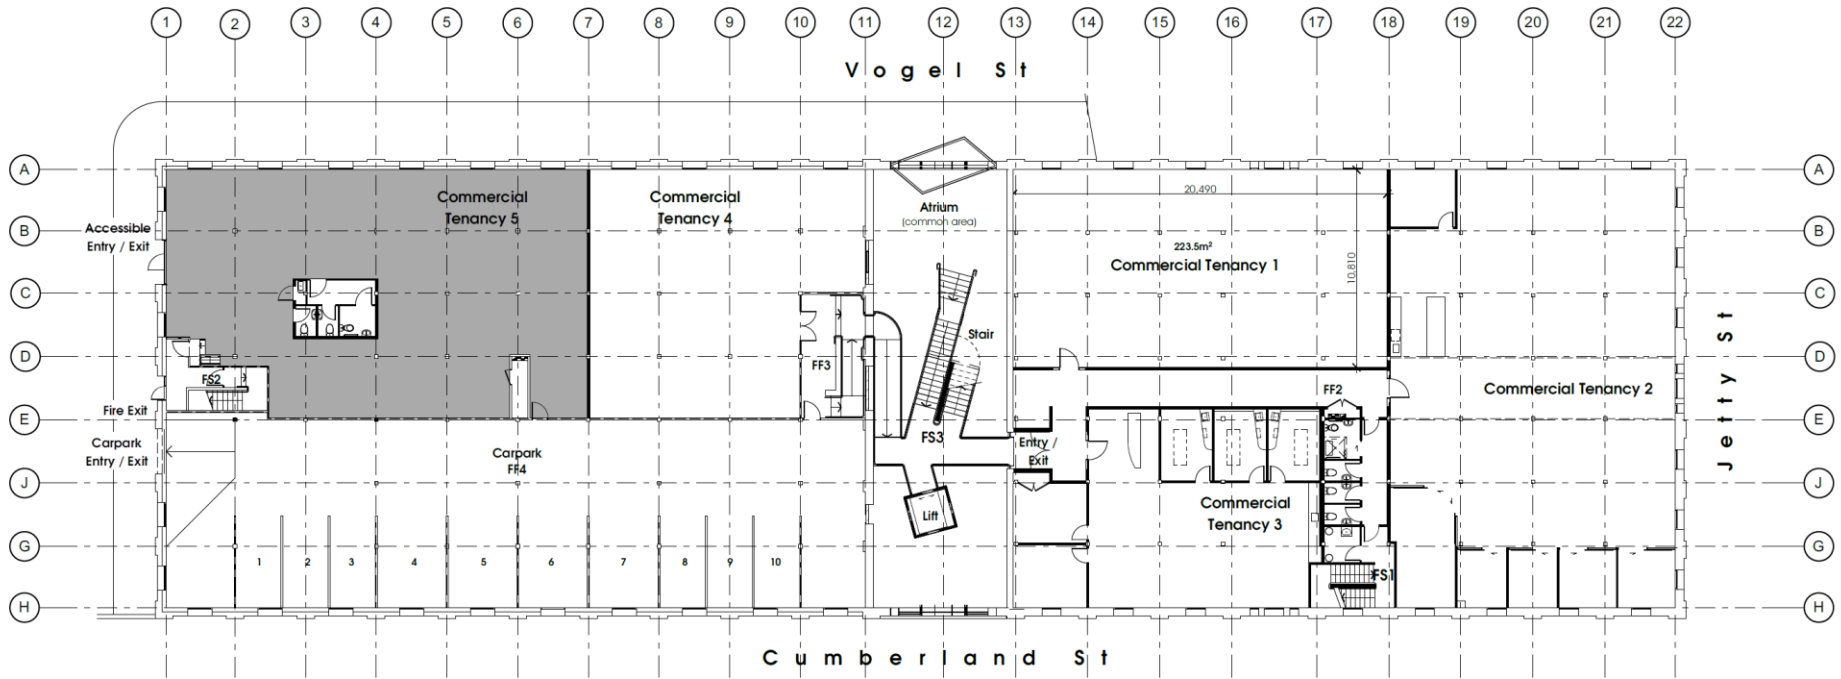 1 2 3 4 5 6 7 8 9 10 11 12 13 14 15 16 17 18 19 20 21 22
Vogel St
A A
Commercial
Tenancy 5
Commercial
Tenancy 4
20,490
Atrium
(common area)
Accessible
Entry / Exit
B B
223.5m²
Commercial Tenancy 1
10,810
C C
Stair
Jetty St
D D
FF3
FS2
Commercial Tenancy 2
FF2
Fire Exit
E E
FS3
Carpark
Entry / Exit
Carpark
FF4
Entry /
Exit
J J
Commercial
Tenancy 3
Lift
G G
1 2 3 4 5 6 7 8 9 10
FS1
H H
Cumberland St